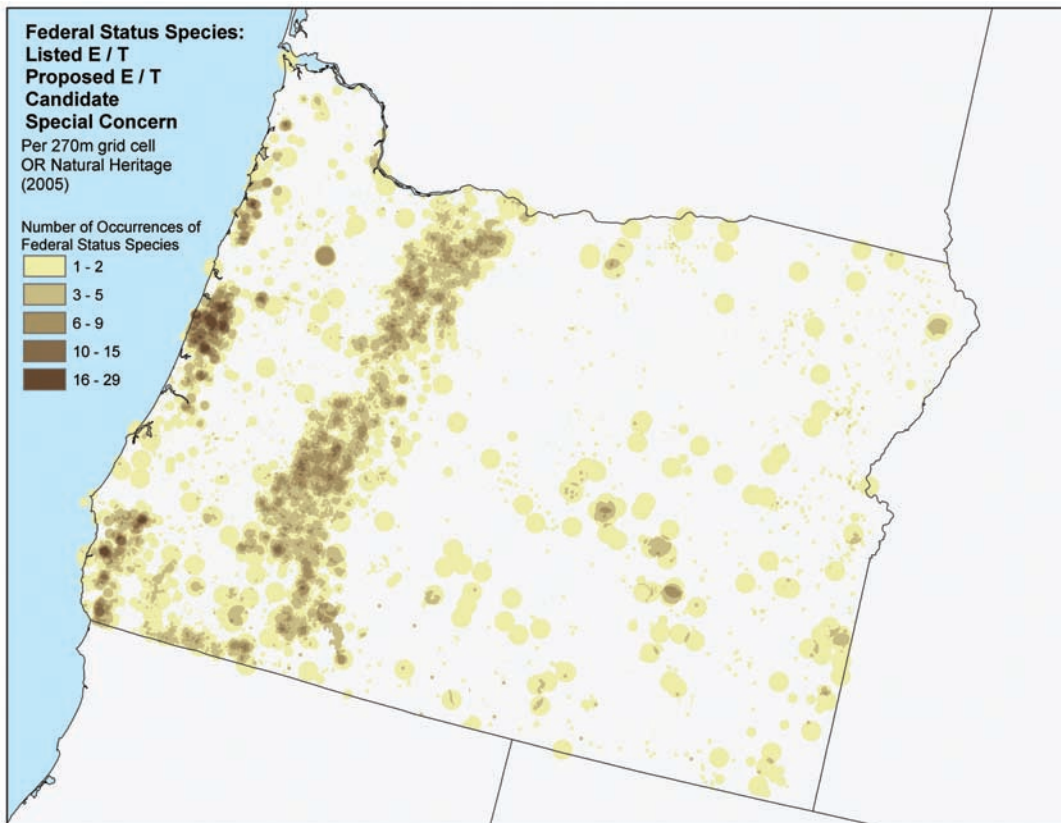 Federal Status Species:
Listed E / T
Proposed E / T
Candidate
Special Concern
Per 270m grid cell
OR Natural Heritage
(2005)
Number of Occurrences of
Federal Status Species
1 - 2
3 - 5
6 - 9
10 - 15
16 - 29